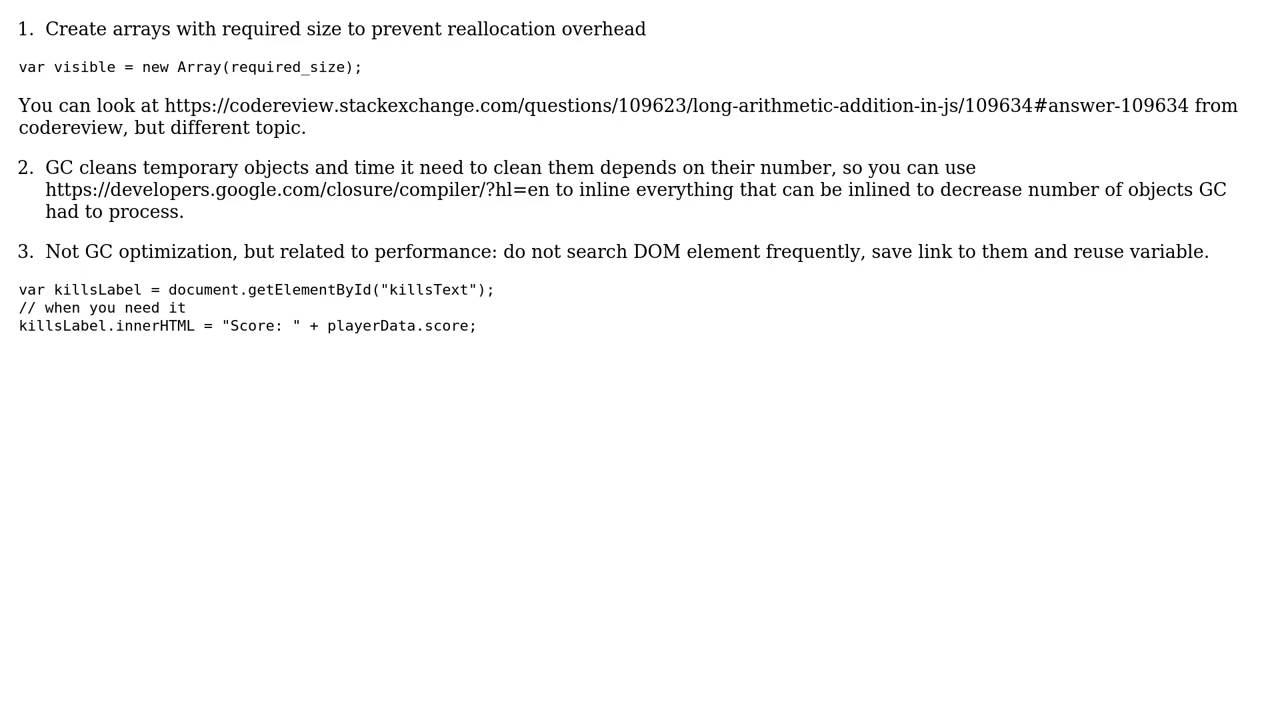 1. Create arrays with required size to prevent reallocation overhead
var visible = new Array(required_size);
You can look at https://codereview.stackexchange.com/questions/109623/long-arithmetic-addition-in-js/109634#answer-109634 from
codereview, but different topic.
2. GC cleans temporary objects and time it need to clean them depends on their number, so you can use
https://developers.google.com/closure/compiler/?hl=en to inline everything that can be inlined to decrease number of objects GC
had to process.
3. Not GC optimization, but related to performance: do not search DOM element frequently, save link to them and reuse variable.
var killsLabel = document.getElementById("killsText");
// when you need it
killsLabel.innerHTML = "Score: " + playerData.score;